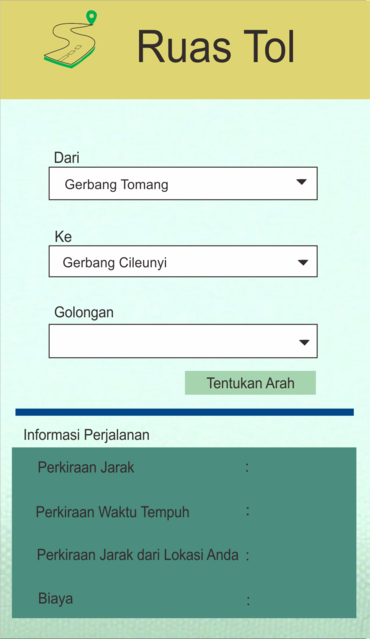 Ruas Tol
Dari
Gerbang Tomang
Ke
Gerbang Cileunyi
Golongan
Tentukan Arah
Informasi Perjalanan
Perkiraan Jarak :
Perkiraan Waktu Tempuh :
Perkiraan Jarak dari Lokasi Anda :
Biaya :